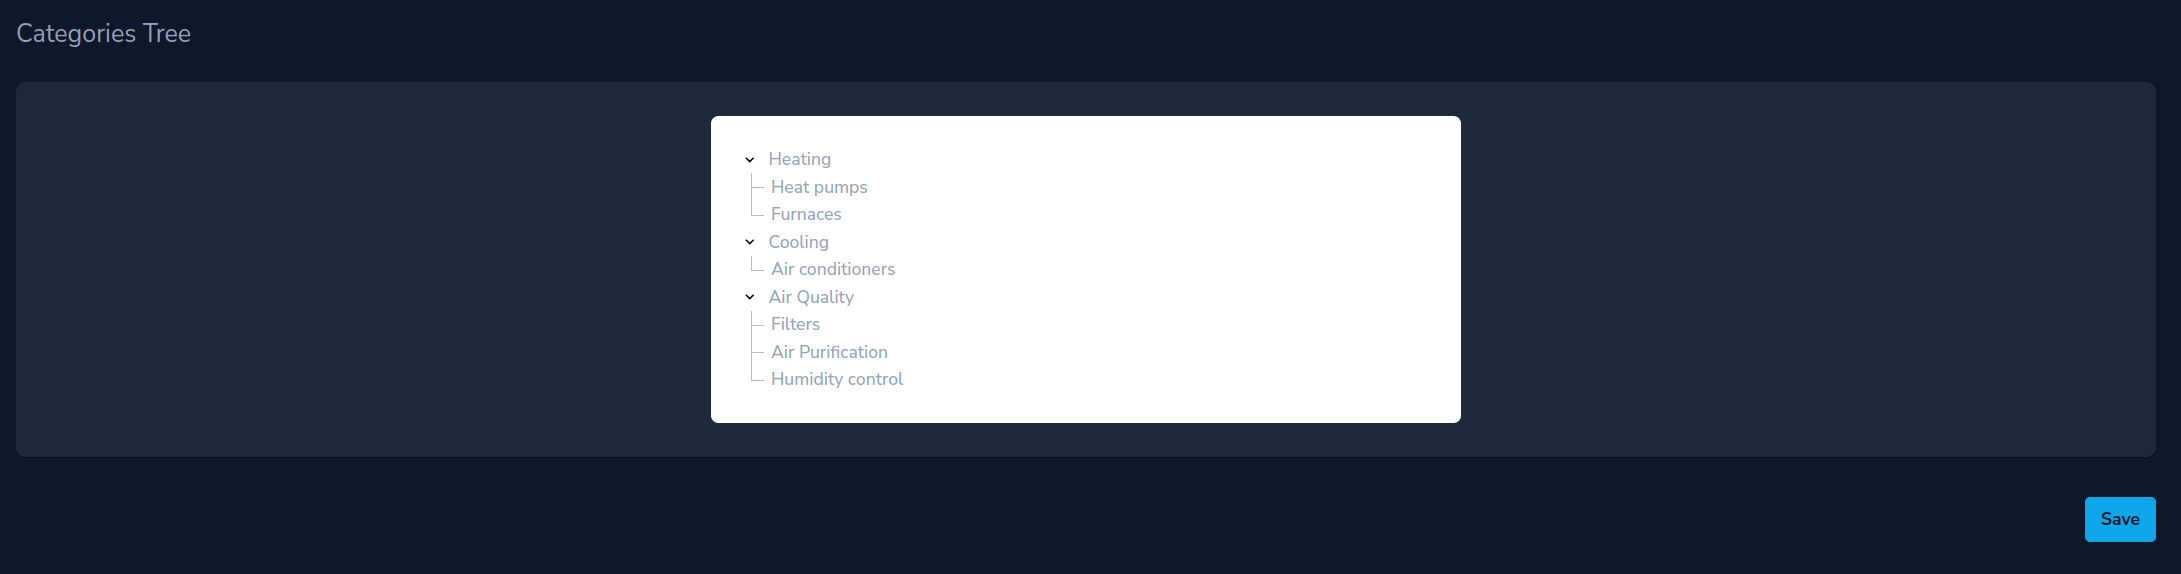 Categories Tree
Heating
Heat pumps
Furnaces
Cooling
Air conditioners
Air Quality
Filters
Air Purification
Humidity control
Save